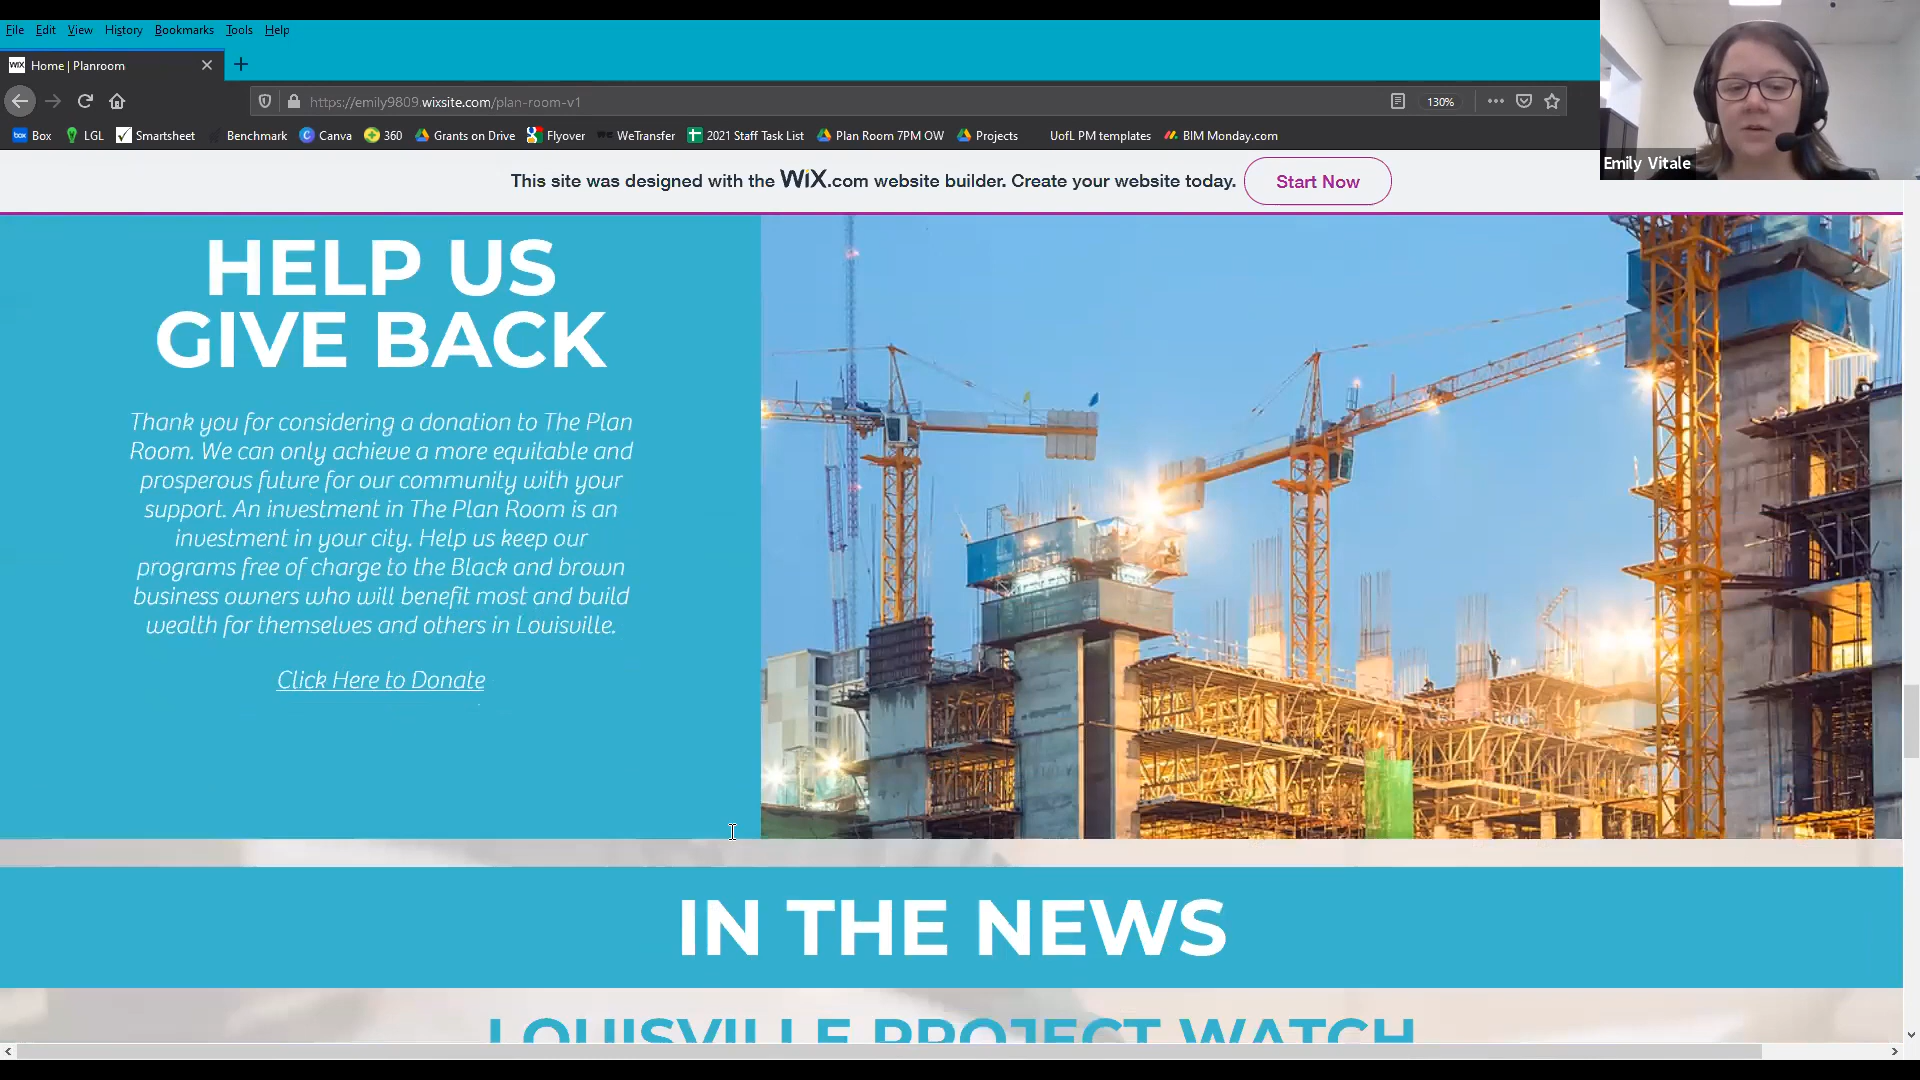 File Edit View History Bookmarks Tools Help
WiX Home | Planroom
https://emily9809.wixsite.com/plan-room-v1
130%
Box LGL Smartsheet Benchmark Canva 360 Grants on Drive Flyover WeTransfer 2021 Staff Task List Plan Room 7PM OW Projects UofL PM templates BIM Monday.com
Emily Vitale
This site was designed with the WiX.com website builder. Create your website today. Start Now
HELP US
GIVE BACK
Thank you for considering a donation to The Plan
Room. We can only achieve a more equitable and
prosperous future for our community with your
support. An investment in The Plan Room is an
investment in your city. Help us keep our
programs free of charge to the Black and brown
business owners who will benefit most and build
wealth for themselves and others in Louisville.
Click Here to Donate
IN THE NEWS
LOUISVILLE PROJECT WATCH